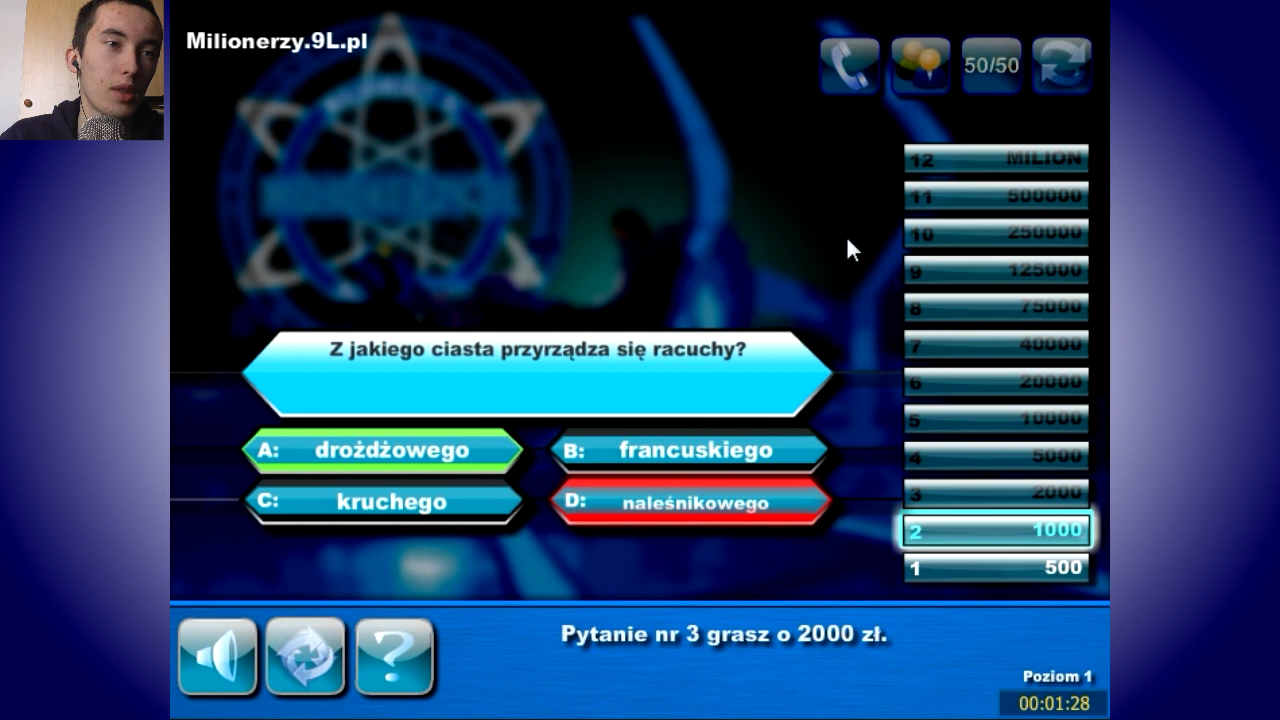 Milionerzy.9L.pl
50/50
12 MILION
11 500000
10 250000
9 125000
8 75000
7 40000
6 20000
5 10000
4 5000
3 2000
2 1000
1 500
Z jakiego ciasta przyrządza się racuchy?
A: drożdżowego
B: francuskiego
C: kruchego
D: naleśnikowego
Pytanie nr 3 grasz o 2000 zł.
Poziom 1
00:01:28